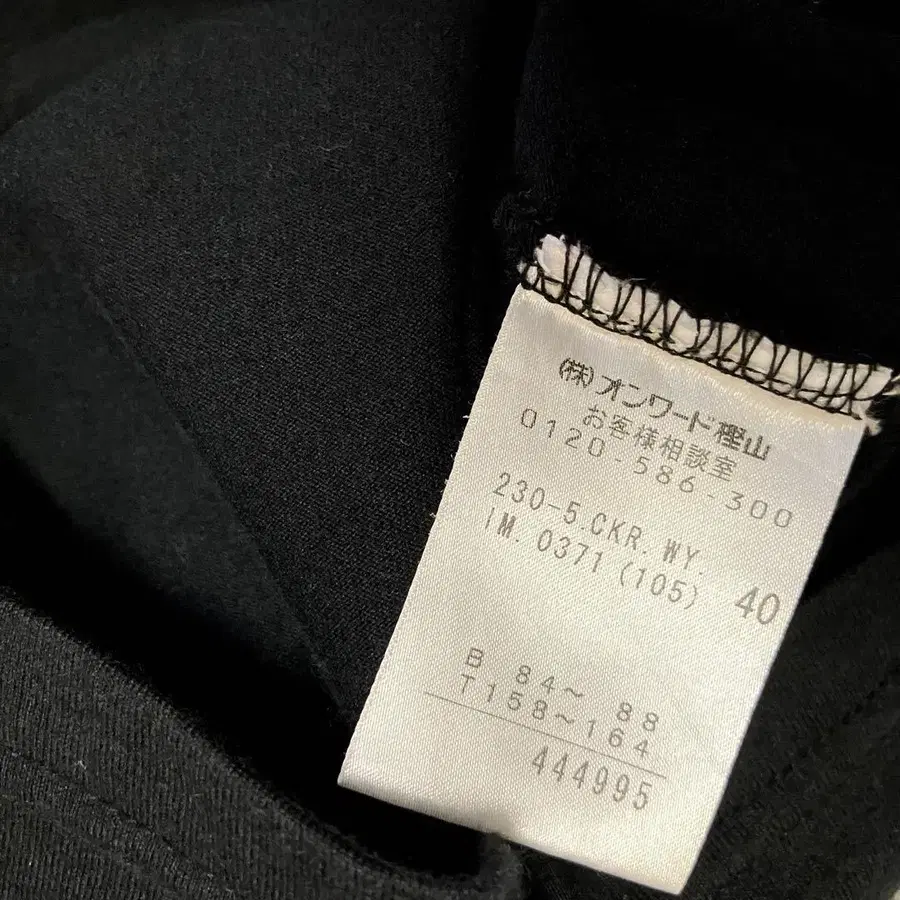 (株)オンワード樫山
お客様相談室
0120-586-300
230-5.CKR.WY.
IM.0371(105) 40
B 84～88
T158～164
444995